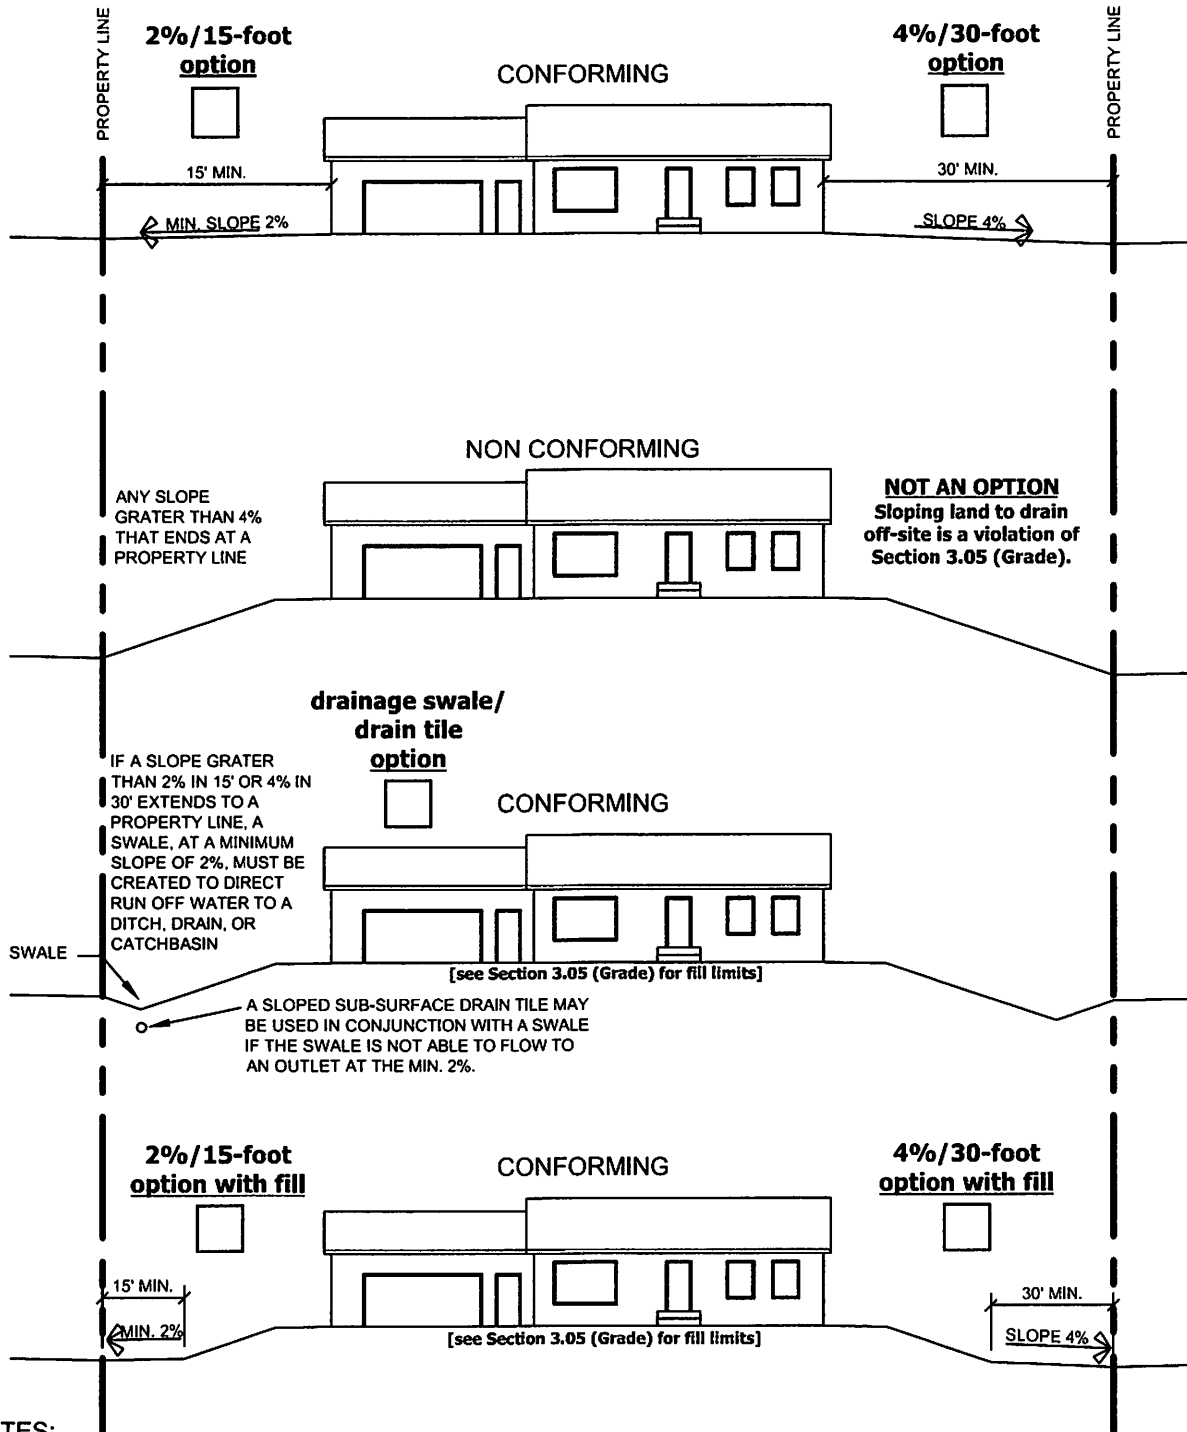 PROPERTY LINE
2%/15-foot
option
CONFORMING
4%/30-foot
option
PROPERTY LINE
15' MIN.
30' MIN.
MIN. SLOPE 2%
SLOPE 4%
NON CONFORMING
ANY SLOPE
GRATER THAN 4%
THAT ENDS AT A
PROPERTY LINE
NOT AN OPTION
Sloping land to drain
off-site is a violation of
Section 3.05 (Grade).
drainage swale/
drain tile
option
IF A SLOPE GRATER
THAN 2% IN 15' OR 4% IN
30' EXTENDS TO A
PROPERTY LINE, A
SWALE, AT A MINIMUM
SLOPE OF 2%, MUST BE
CREATED TO DIRECT
RUN OFF WATER TO A
DITCH, DRAIN, OR
CATCHBASIN
CONFORMING
SWALE
[see Section 3.05 (Grade) for fill limits]
A SLOPED SUB-SURFACE DRAIN TILE MAY
BE USED IN CONJUNCTION WITH A SWALE
IF THE SWALE IS NOT ABLE TO FLOW TO
AN OUTLET AT THE MIN. 2%.
2%/15-foot
option with fill
CONFORMING
4%/30-foot
option with fill
15' MIN.
30' MIN.
MIN. 2%
[see Section 3.05 (Grade) for fill limits]
SLOPE 4%